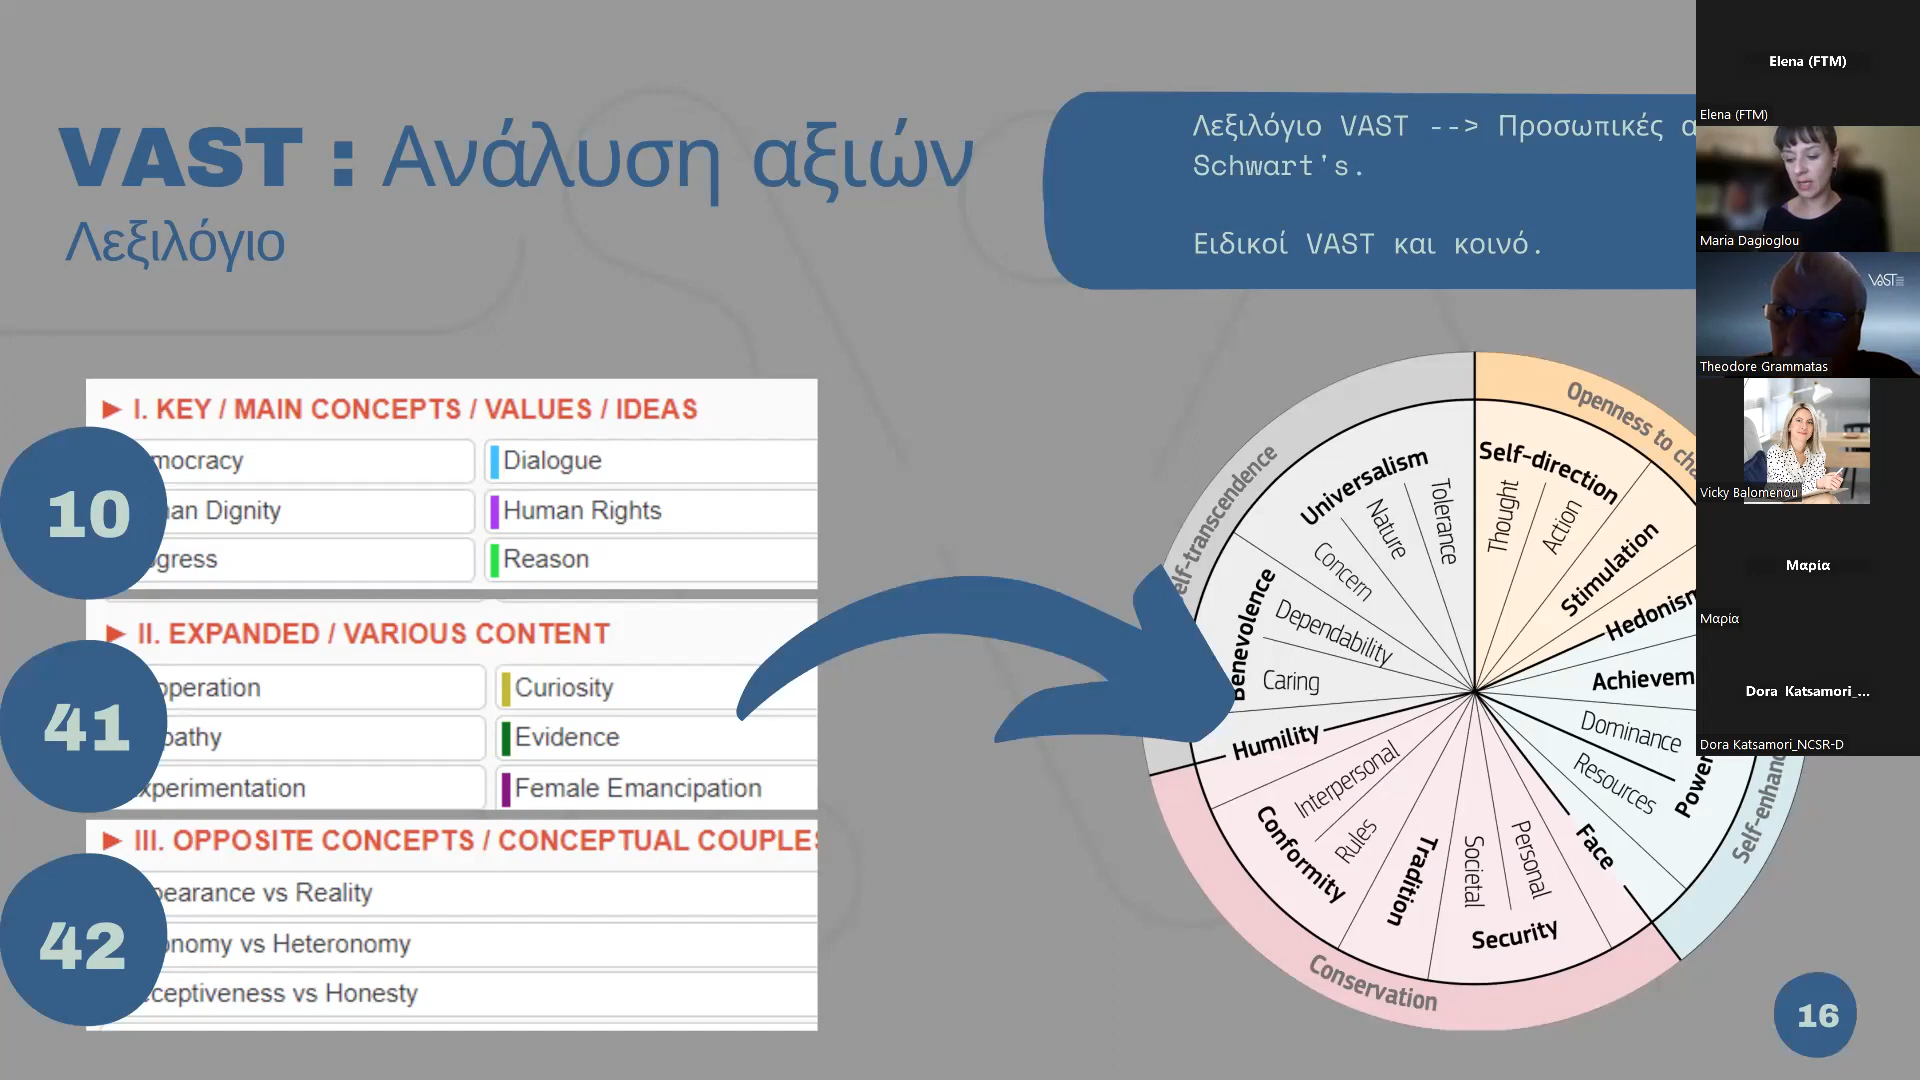 VAST : Ανάλυση αξιών
Λεξιλόγιο
Λεξιλόγιο VAST --> Προσωπικές α
Schwart's.
Ειδικοί VAST και κοινό.
I. KEY / MAIN CONCEPTS / VALUES / IDEAS
mocracy
Dialogue
an Dignity
Human Rights
gress
Reason
10
II. EXPANDED / VARIOUS CONTENT
operation
Curiosity
pathy
Evidence
xperimentation
Female Emancipation
41
III. OPPOSITE CONCEPTS / CONCEPTUAL COUPLES
pearance vs Reality
onomy vs Heteronomy
ceptiveness vs Honesty
42
elf-transcendence
Openness to cha
Self-enhan
Conservation
Universalism
Nature
Tolerance
Concern
Benevolence
Dependability
Caring
Humility
Interpersonal
Conformity
Rules
Tradition
Societal
Personal
Security
Face
Power
Resources
Dominance
Achievem
Hedonism
Stimulation
Self-direction
Thought
Action
16
Elena (FTM)
Elena (FTM)
Maria Dagioglou
VAST
Theodore Grammatas
Vicky Balomenou
Μαρία
Μαρία
Dora Katsamori_...
Dora Katsamori_NCSR-D